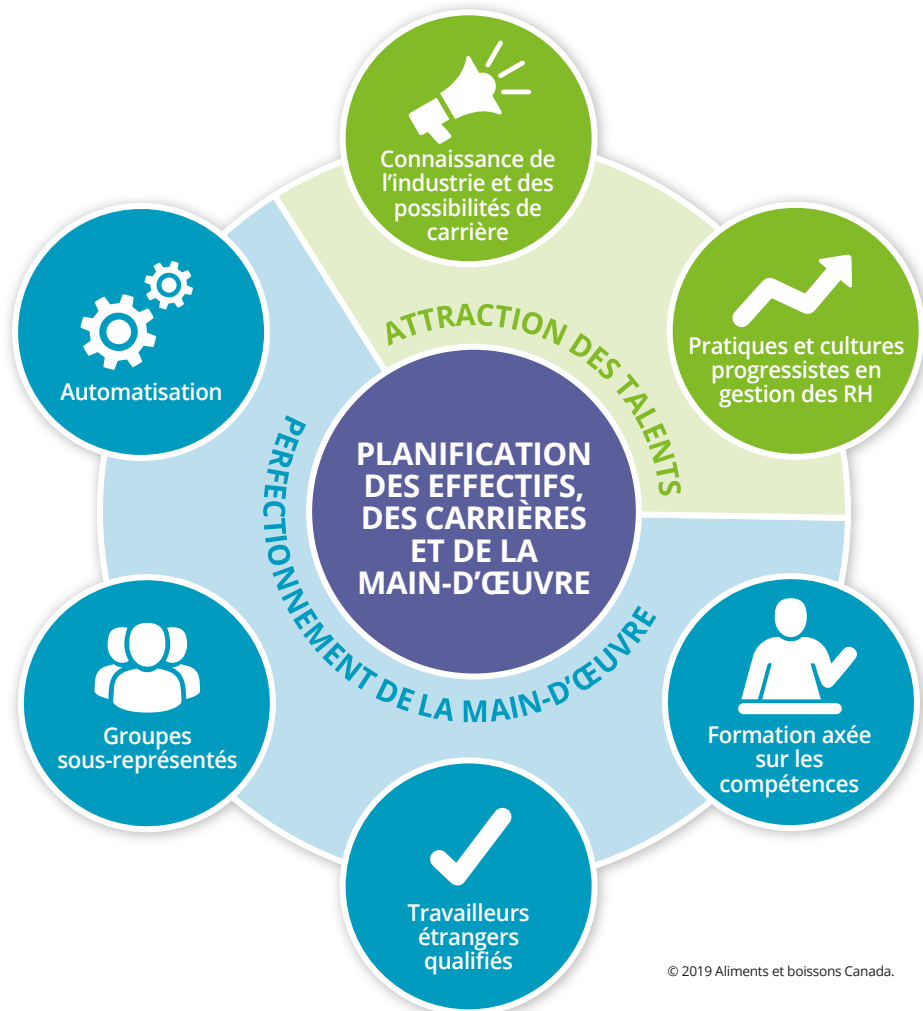 Connaissance de
l'industrie et des
possibilités de
carrière
Pratiques et cultures
progressistes en
gestion des RH
Automatisation
ATTRACTION DES TALENTS
PLANIFICATION
DES EFFECTIFS,
DES CARRIÈRES
ET DE LA
MAIN-D'ŒUVRE
PERFECTIONNEMENT DE LA MAIN-D'ŒUVRE
Groupes
sous-représentés
Formation axée
sur les
compétences
Travailleurs
étrangers
qualifiés
© 2019 Aliments et boissons Canada.